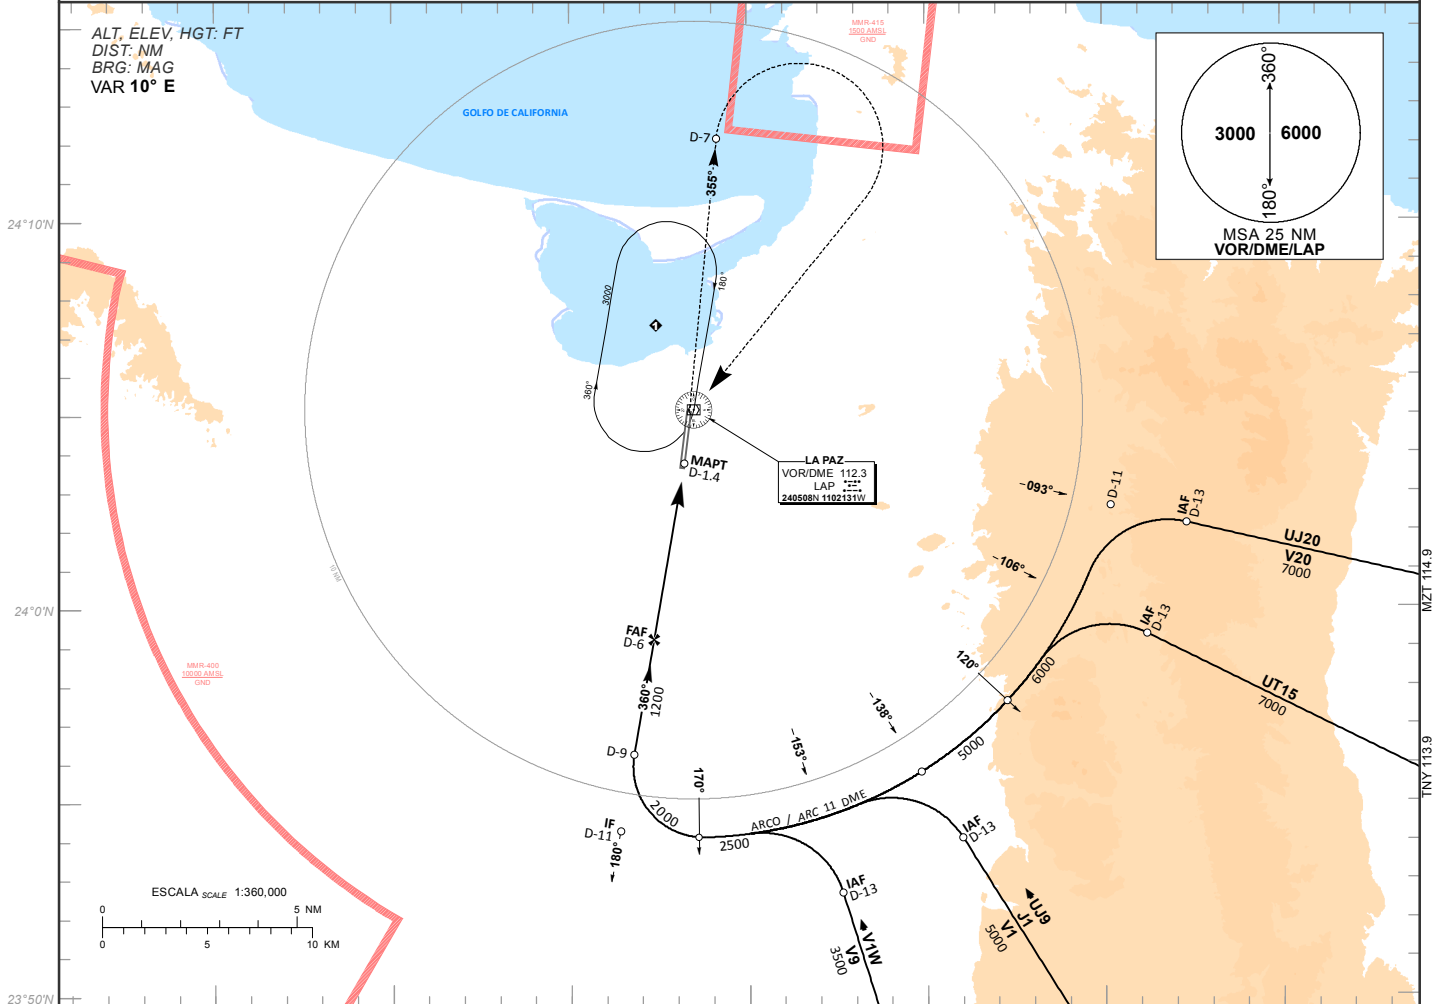 ALT, ELEV, HGT: FT
DIST: NM
BRG: MAG
VAR 10° E
MMR-415
1500 AMSL
GND
GOLFO DE CALIFORNIA
360°
3000
6000
180°
MSA 25 NM
VOR/DME/LAP
D-7
355°
24°10'N
3000
180°
1
360°
MAPT
D-1.4
LA PAZ
VOR/DME 112.3
LAP
240508N 1102131W
093°
D-11
IAF
D-13
UJ20
V20
7000
MZT 114.9
106°
10 NM
24°0'N
FAF
D-6
IAF
D-13
120°
6000
UT15
7000
MMR-400
10000 AMSL
GND
360°
1200
138°
153°
D-9
170°
5000
TNY 113.9
2000
ARCO / ARC 11 DME
IF
D-11
180°
2500
IAF
D-13
IAF
D-13
UJ9
J1
V1
5000
V1W
V9
3500
ESCALA SCALE 1:360,000
0 5 NM
0 5 10 KM
23°50'N